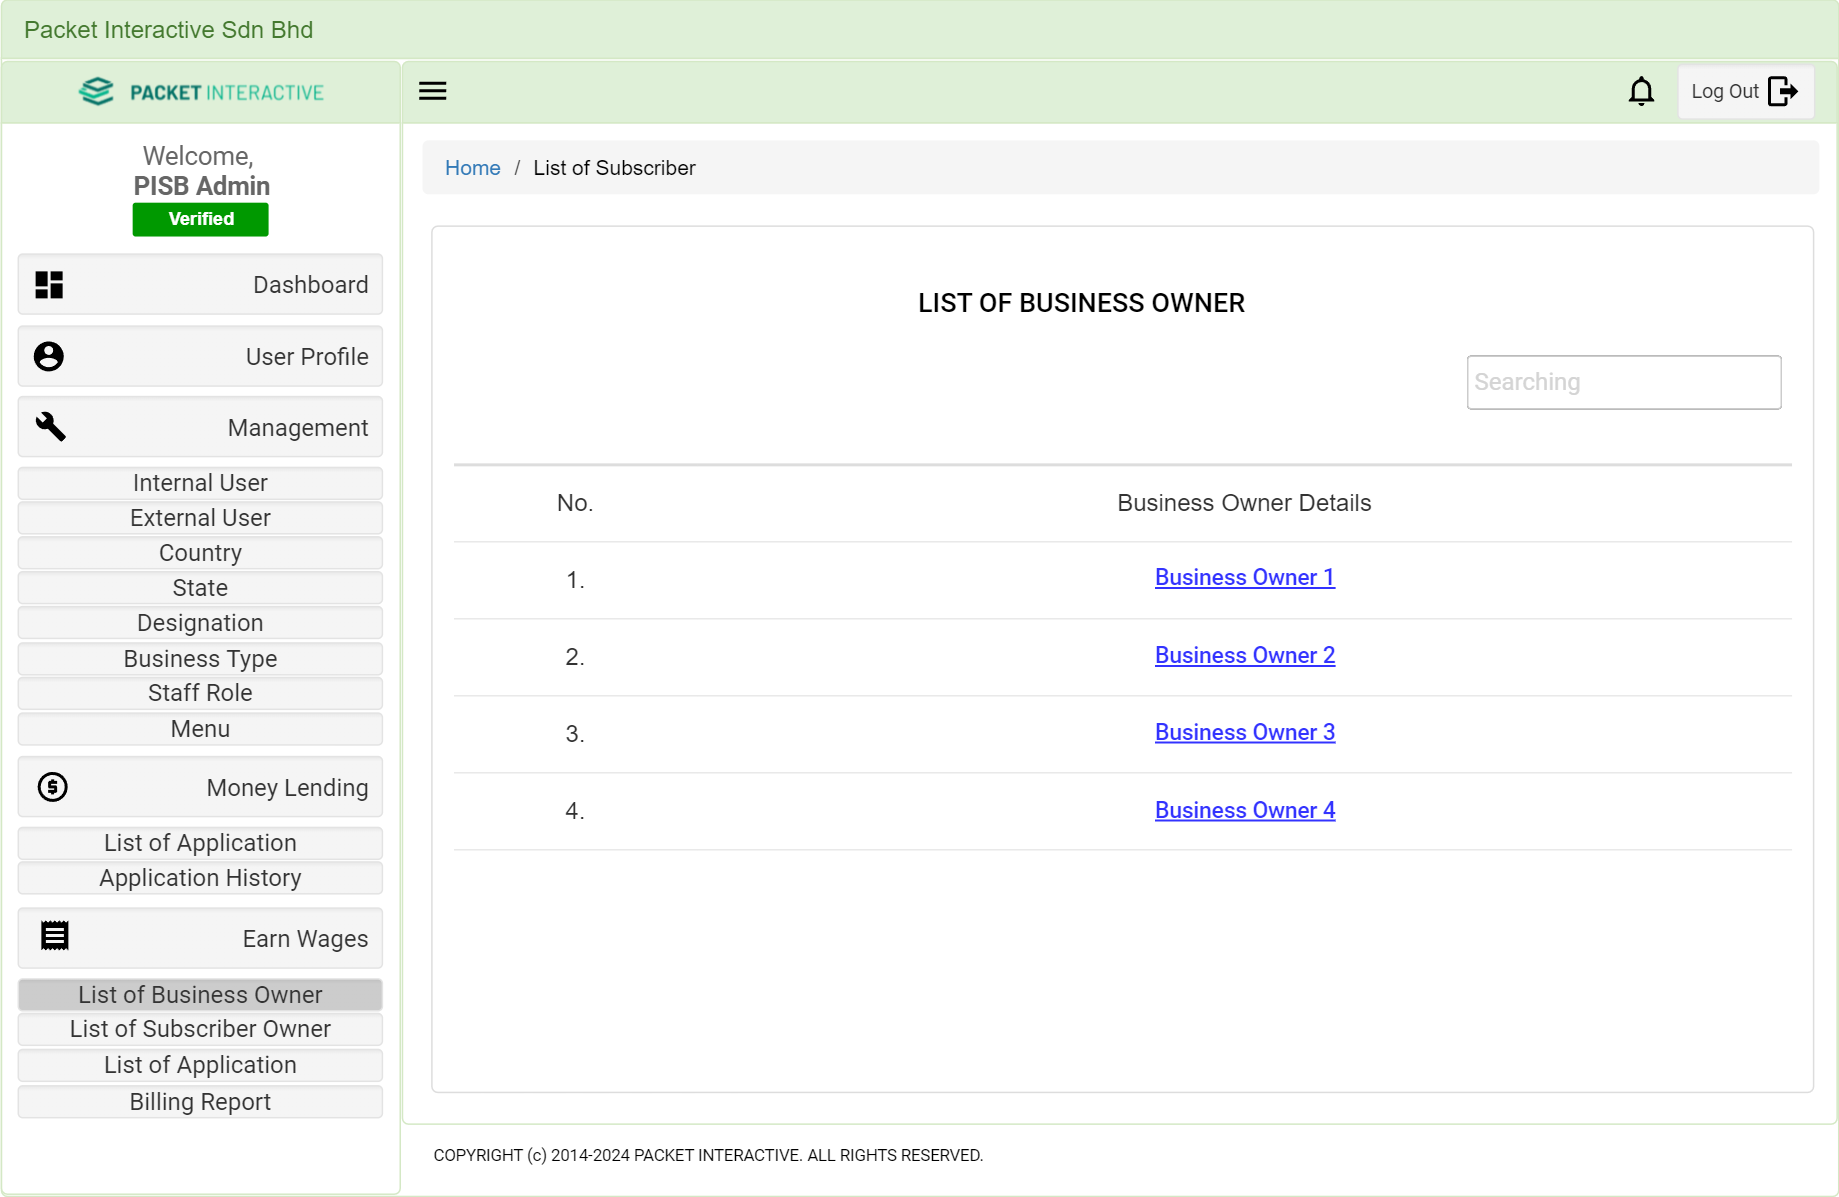 Packet Interactive Sdn Bhd
PACKET INTERACTIVE
Log Out
Welcome,
PISB Admin
Verified
Dashboard
User Profile
Management
Internal User
External User
Country
State
Designation
Business Type
Staff Role
Menu
Money Lending
List of Application
Application History
Earn Wages
List of Business Owner
List of Subscriber Owner
List of Application
Billing Report
Home / List of Subscriber
LIST OF BUSINESS OWNER
Searching
No. Business Owner Details
1. Business Owner 1
2. Business Owner 2
3. Business Owner 3
4. Business Owner 4
COPYRIGHT (c) 2014-2024 PACKET INTERACTIVE. ALL RIGHTS RESERVED.